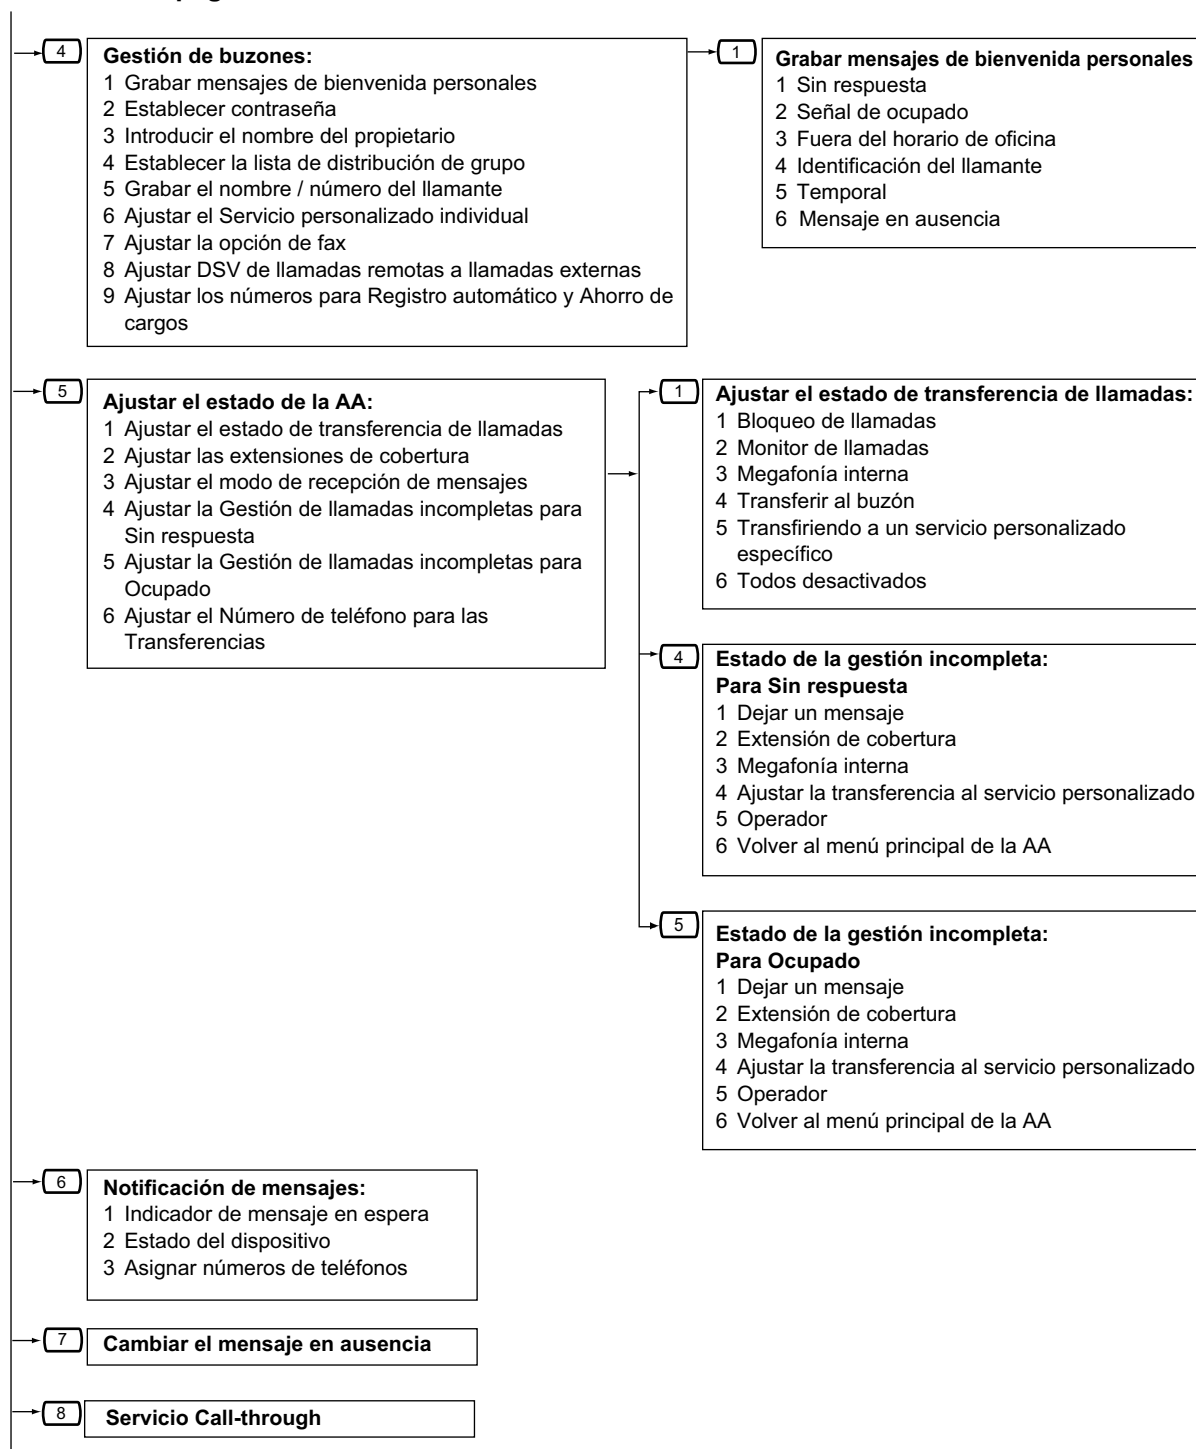 4
Gestión de buzones:
1 Grabar mensajes de bienvenida personales
2 Establecer contraseña
3 Introducir el nombre del propietario
4 Establecer la lista de distribución de grupo
5 Grabar el nombre / número del llamante
6 Ajustar el Servicio personalizado individual
7 Ajustar la opción de fax
8 Ajustar DSV de llamadas remotas a llamadas externas
9 Ajustar los números para Registro automático y Ahorro de
cargos
1
Grabar mensajes de bienvenida personales
1 Sin respuesta
2 Señal de ocupado
3 Fuera del horario de oficina
4 Identificación del llamante
5 Temporal
6 Mensaje en ausencia
5
Ajustar el estado de la AA:
1 Ajustar el estado de transferencia de llamadas
2 Ajustar las extensiones de cobertura
3 Ajustar el modo de recepción de mensajes
4 Ajustar la Gestión de llamadas incompletas para
Sin respuesta
5 Ajustar la Gestión de llamadas incompletas para
Ocupado
6 Ajustar el Número de teléfono para las
Transferencias
1
Ajustar el estado de transferencia de llamadas:
1 Bloqueo de llamadas
2 Monitor de llamadas
3 Megafonía interna
4 Transferir al buzón
5 Transfiriendo a un servicio personalizado
específico
6 Todos desactivados
4
Estado de la gestión incompleta:
Para Sin respuesta
1 Dejar un mensaje
2 Extensión de cobertura
3 Megafonía interna
4 Ajustar la transferencia al servicio personalizado
5 Operador
6 Volver al menú principal de la AA
5
Estado de la gestión incompleta:
Para Ocupado
1 Dejar un mensaje
2 Extensión de cobertura
3 Megafonía interna
4 Ajustar la transferencia al servicio personalizado
5 Operador
6 Volver al menú principal de la AA
6
Notificación de mensajes:
1 Indicador de mensaje en espera
2 Estado del dispositivo
3 Asignar números de teléfonos
7
Cambiar el mensaje en ausencia
8
Servicio Call-through